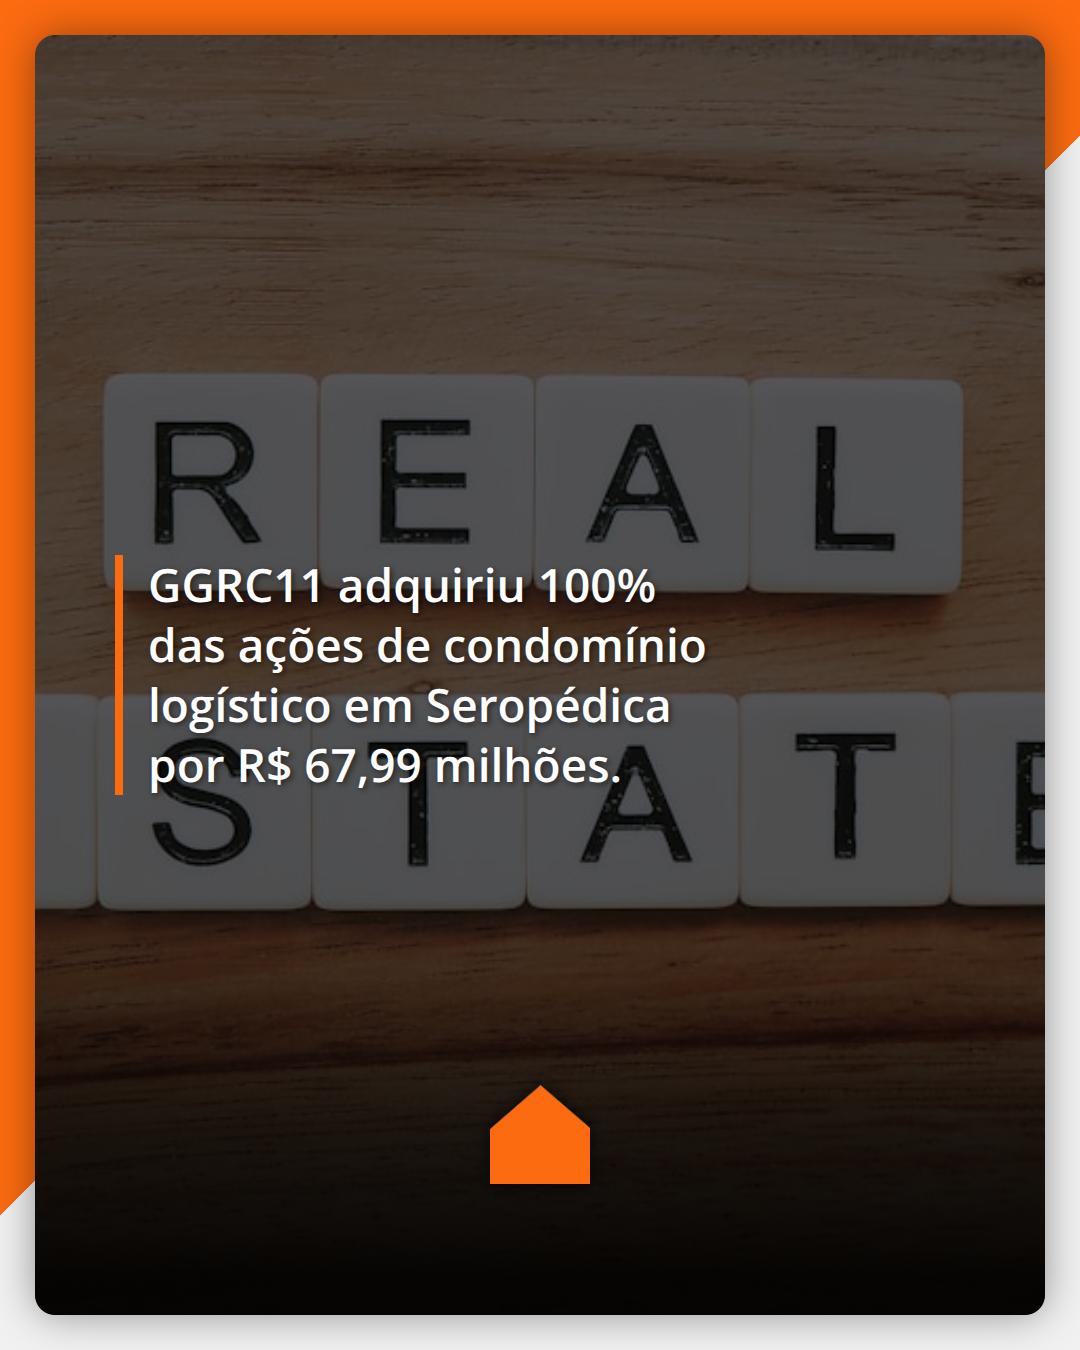 REAL
GGRC11 adquiriu 100%
das ações de condomínio
logístico em Seropédica
por R$ 67,99 milhões.
STATE